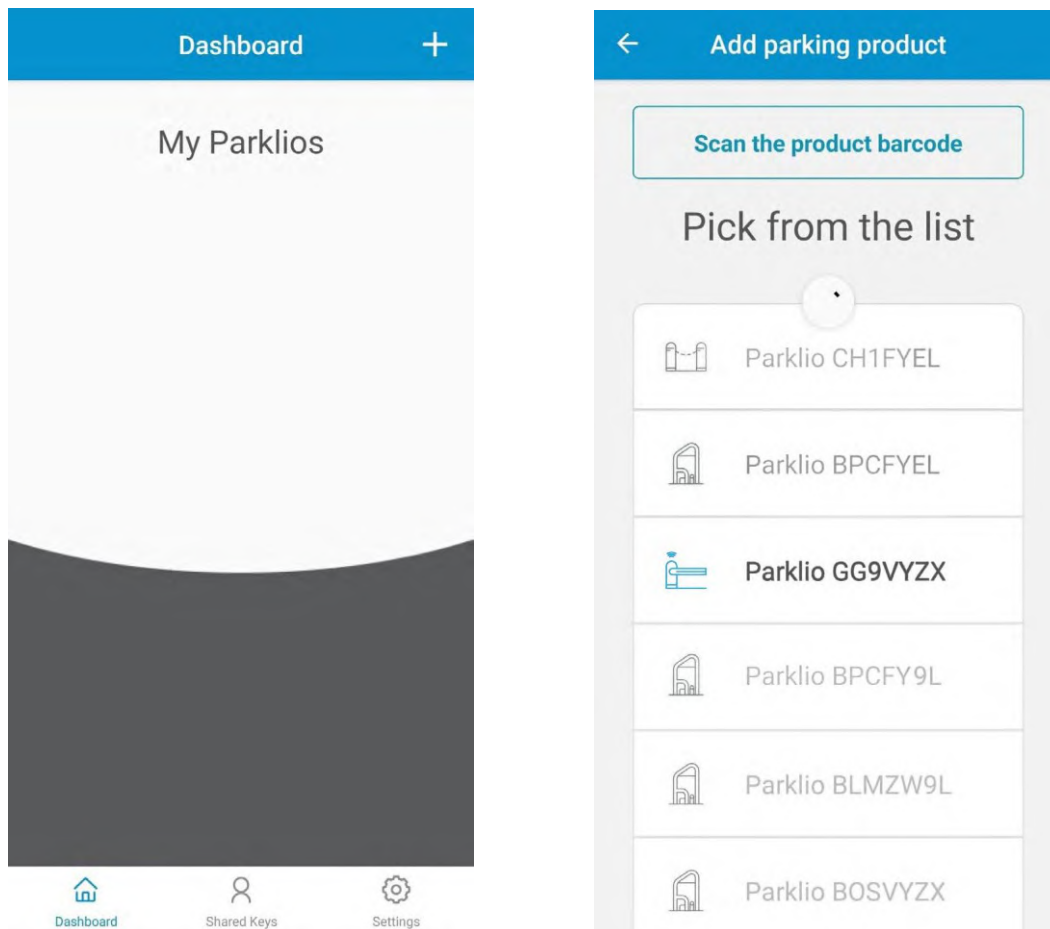 Dashboard +
My Parklios
Dashboard
Shared Keys
Settings
Add parking product
Scan the product barcode
Pick from the list
Parklio CH1FYEL
Parklio BPCFYEL
Parklio GG9VYZX
Parklio BPCFY9L
Parklio BLMZW9L
Parklio BOSVYZX